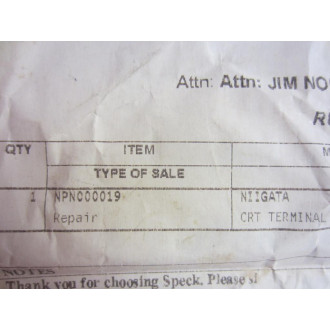 Attn: Attn: JIM NO
QTY ITEM M
TYPE OF SALE
1 NPN000019 NIIGATA
Repair CRT TERMINAL
NOTES
Thank you for choosing Speck. Please